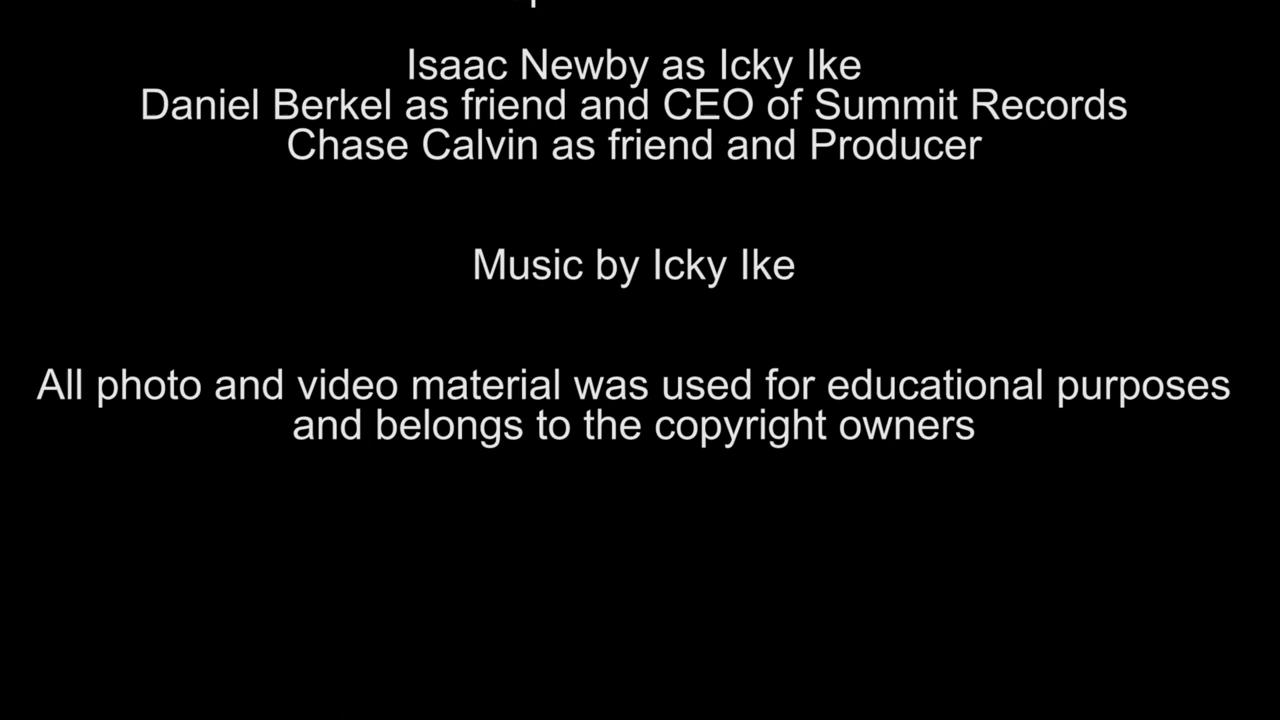 Isaac Newby as Icky Ike
Daniel Berkel as friend and CEO of Summit Records
Chase Calvin as friend and Producer
Music by Icky Ike
All photo and video material was used for educational purposes
and belongs to the copyright owners